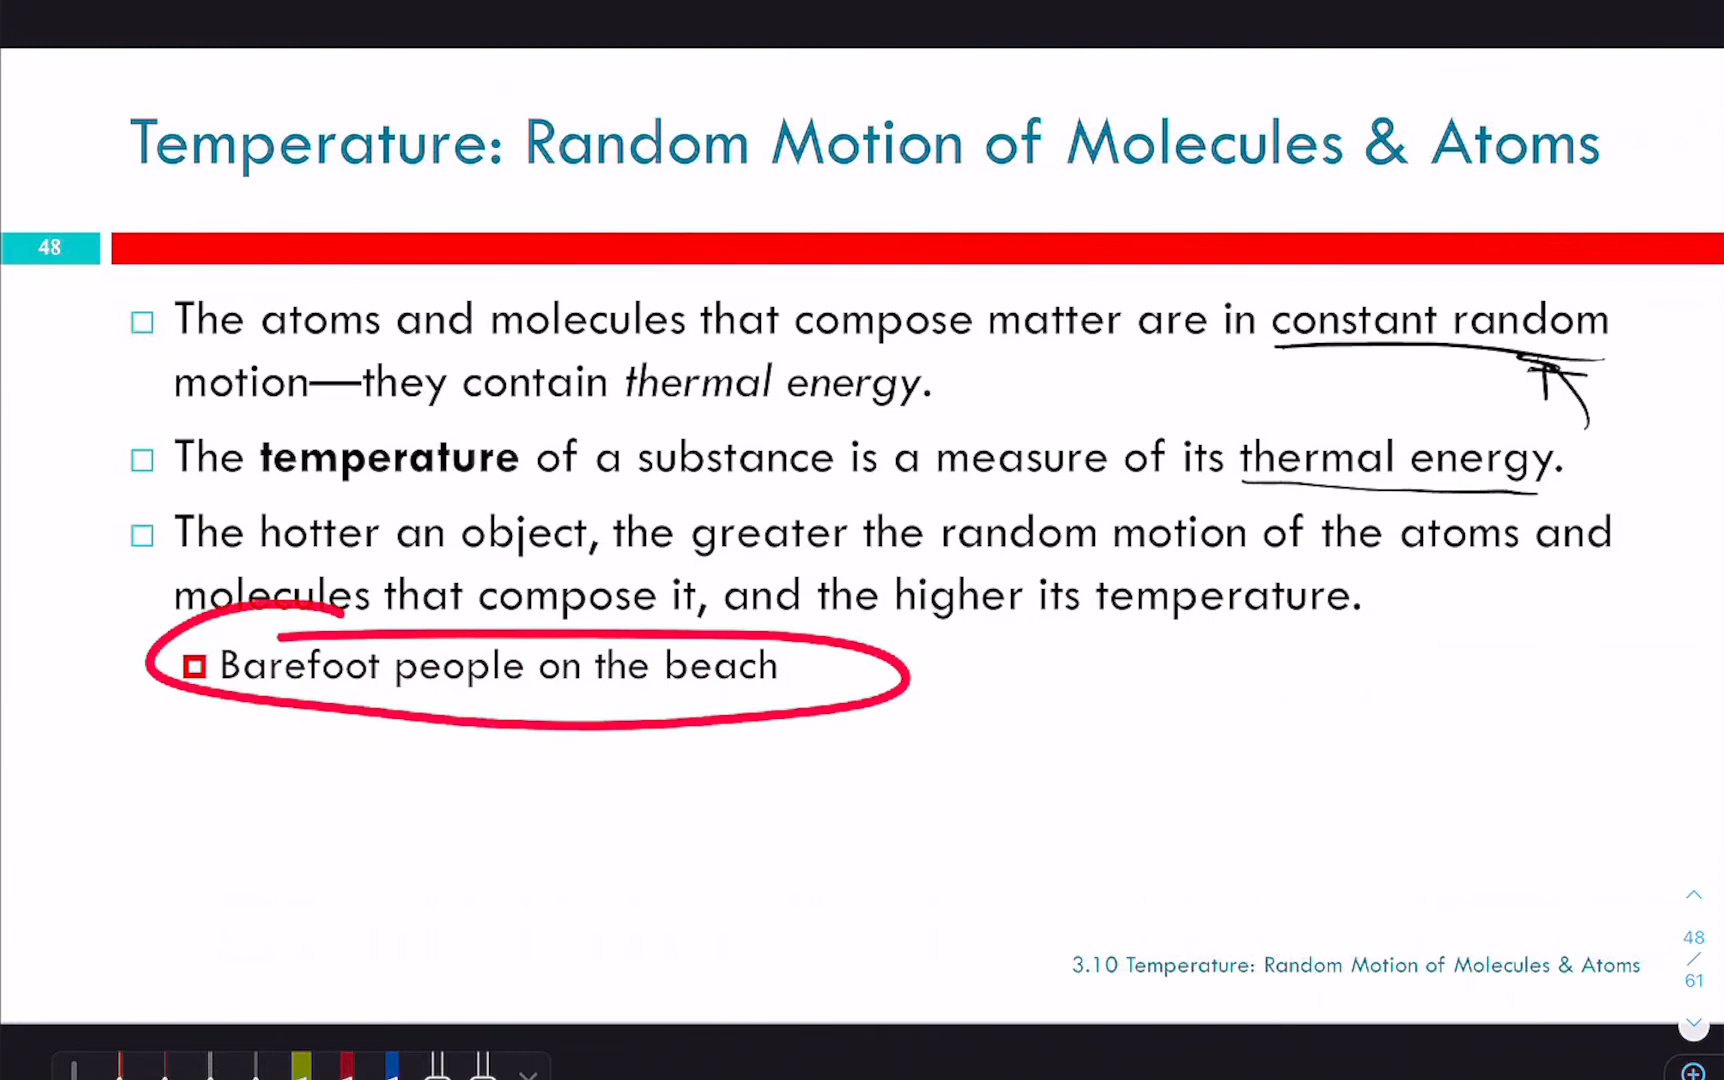 Temperature: Random Motion of Molecules & Atoms
48
The atoms and molecules that compose matter are in constant random
motion—they contain thermal energy.
The temperature of a substance is a measure of its thermal energy.
The hotter an object, the greater the random motion of the atoms and
molecules that compose it, and the higher its temperature.
Barefoot people on the beach
3.10 Temperature: Random Motion of Molecules & Atoms
48
/
61